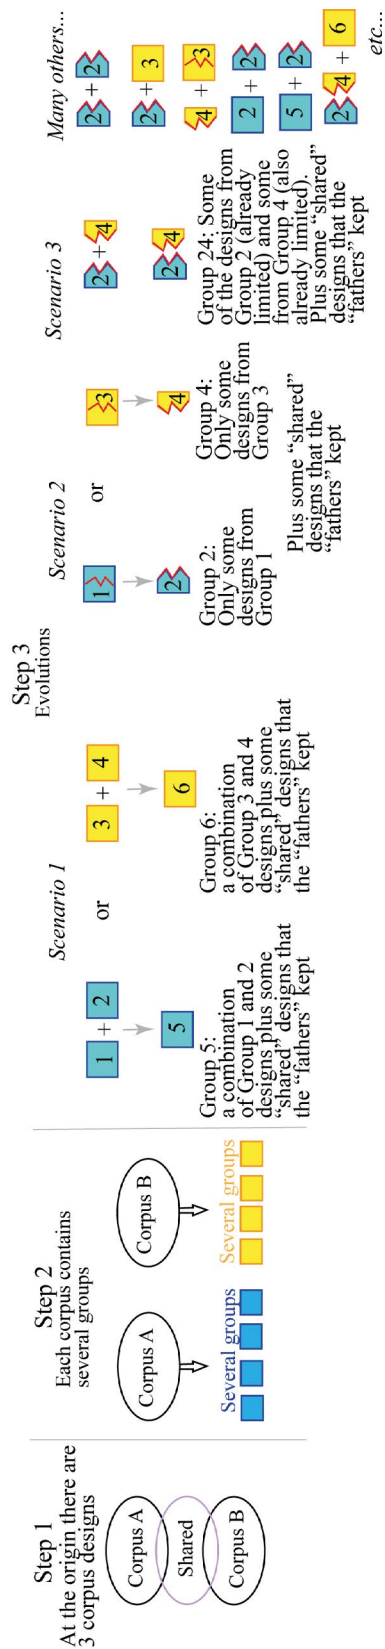 Step 1
At the origin there are
3 corpus designs
Corpus A
Shared
Corpus B
Step 2
Each corpus contains
several groups
Corpus A
Several groups
Corpus B
Several groups
Step 3
Evolutions
Scenario 1
1 + 2
5
Group 5:
a combination
of Group 1 and 2
designs plus some
“shared” designs that
the “fathers” kept
or
3 + 4
6
Group 6:
a combination
of Group 3 and 4
designs plus some
“shared” designs that
the “fathers” kept
Scenario 2
1
2
Group 2:
Only some
designs from
Group 1
or
3
4
Group 4:
Only some
designs from
Group 3
Plus some “shared”
designs that the
“fathers” kept
Scenario 3
2 + 4
2 4
Group 24: Some
of the designs from
Group 2 (already
limited) and some
from Group 4 (also
already limited).
Plus some “shared”
designs that the
“fathers” kept
Many others...
2 + 2
2 + 3
4 + 3
2 + 2
5 + 2
2 4 + 6
etc...